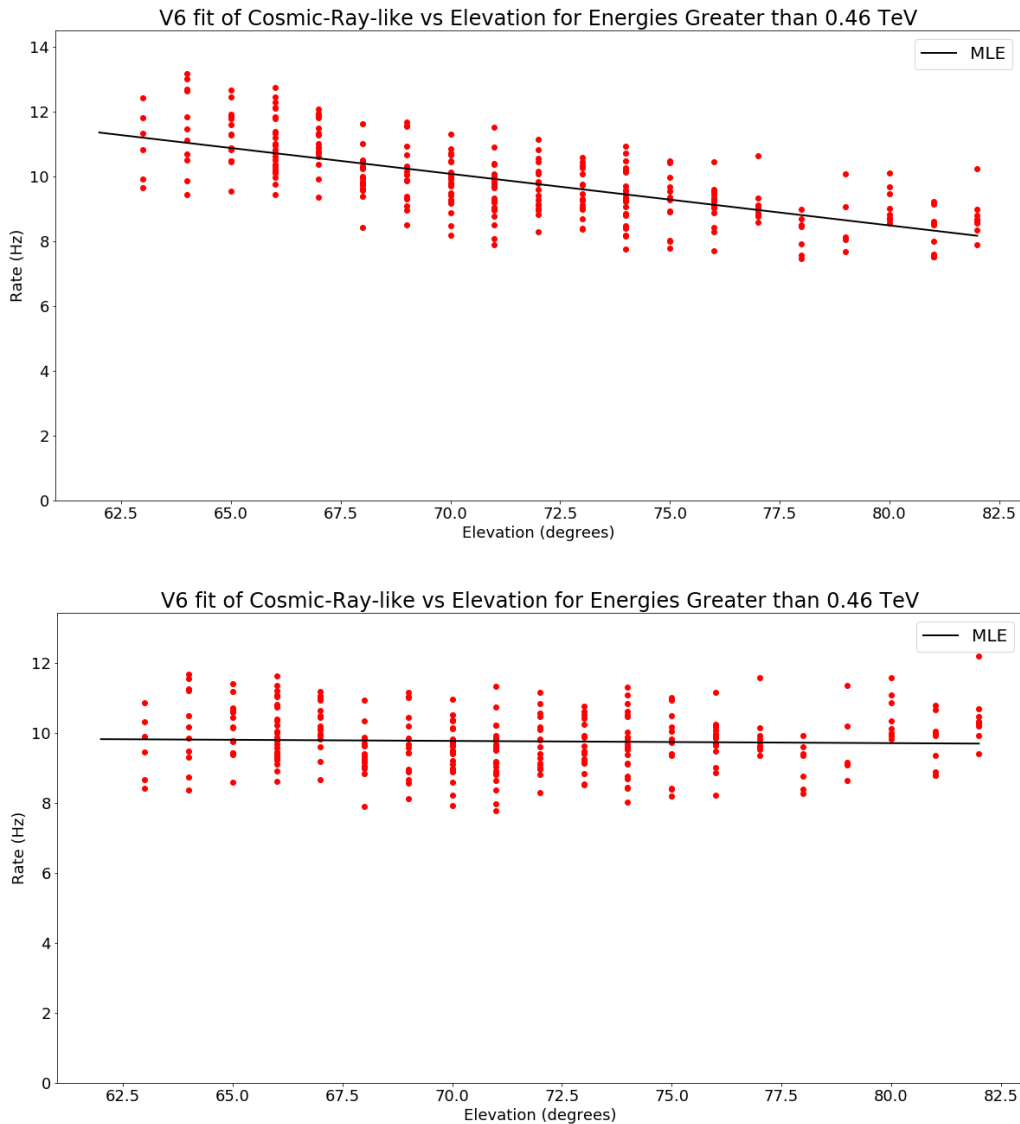 V6 fit of Cosmic-Ray-like vs Elevation for Energies Greater than 0.46 TeV
MLE
14
12
10
8
6
4
2
0
Rate (Hz)
62.5 65.0 67.5 70.0 72.5 75.0 77.5 80.0 82.5
Elevation (degrees)
V6 fit of Cosmic-Ray-like vs Elevation for Energies Greater than 0.46 TeV
MLE
12
10
8
6
4
2
0
Rate (Hz)
62.5 65.0 67.5 70.0 72.5 75.0 77.5 80.0 82.5
Elevation (degrees)